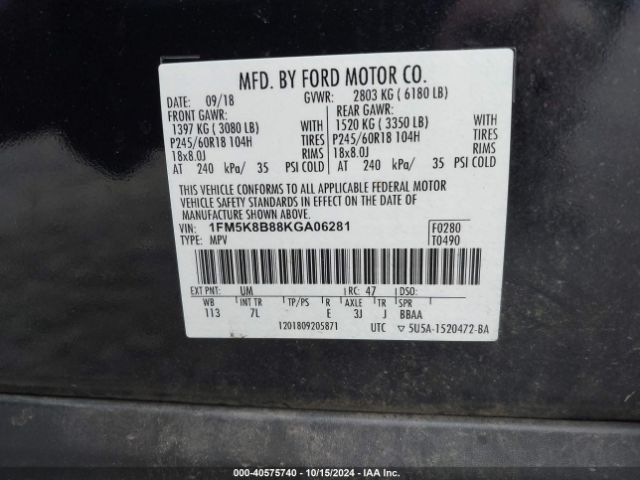 MFD. BY FORD MOTOR CO.
DATE: 09/18 GVWR: 2803 KG ( 6180 LB)
FRONT GAWR: REAR GAWR:
1397 KG ( 3080 LB) WITH 1520 KG ( 3350 LB) WITH
P245/60R18 104H TIRES P245/60R18 104H TIRES
18x8.0J RIMS 18x8.0J RIMS
AT 240 kPa/ 35 PSI COLD AT 240 kPa/ 35 PSI COLD
THIS VEHICLE CONFORMS TO ALL APPLICABLE FEDERAL MOTOR
VEHICLE SAFETY STANDARDS IN EFFECT ON THE DATE OF
MANUFACTURE SHOWN ABOVE.
VIN: 1FM5K8B88KGA06281 F0280
TYPE: MPV T0490
EXT PNT: UM RC: 47 DSO:
WB INT TR TP/PS R AXLE TR SPR
113 7L E 3J J BBAA
1201809205871 UTC ▽ 5U5A-1520472-BA
000-40575740 - 10/15/2024 - IAA Inc.